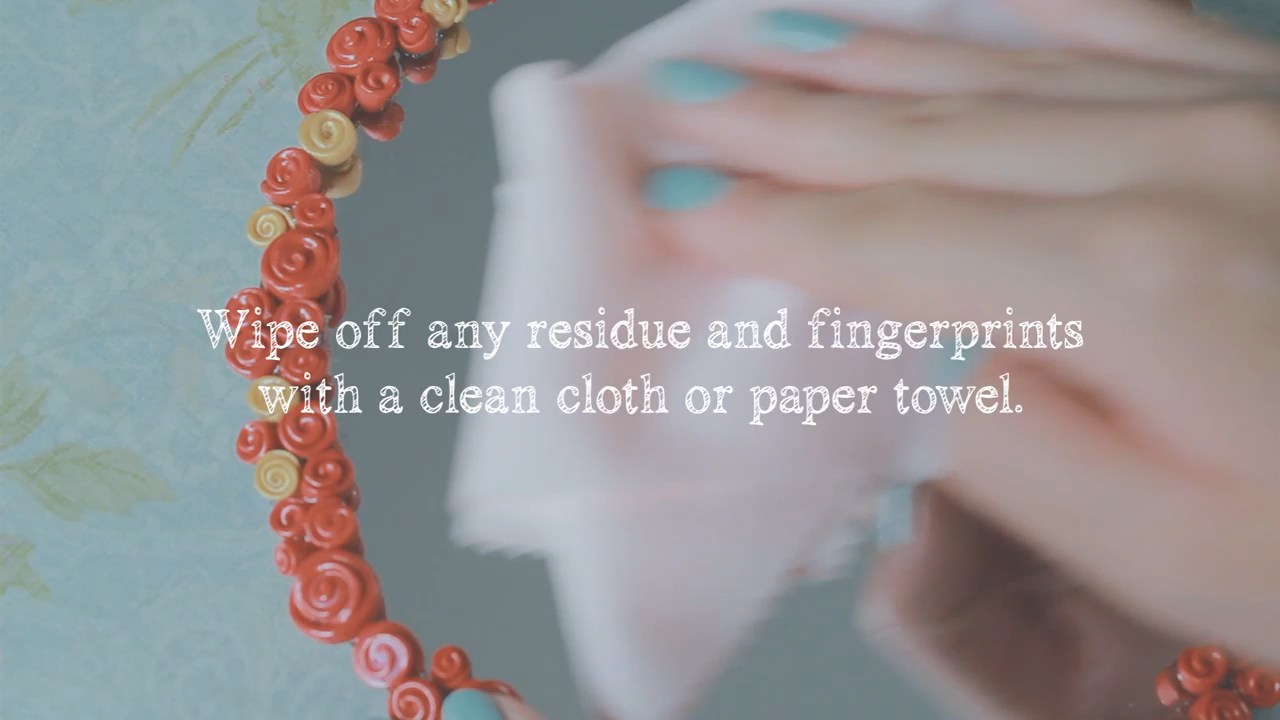 Wipe off any residue and fingerprints
with a clean cloth or paper towel.